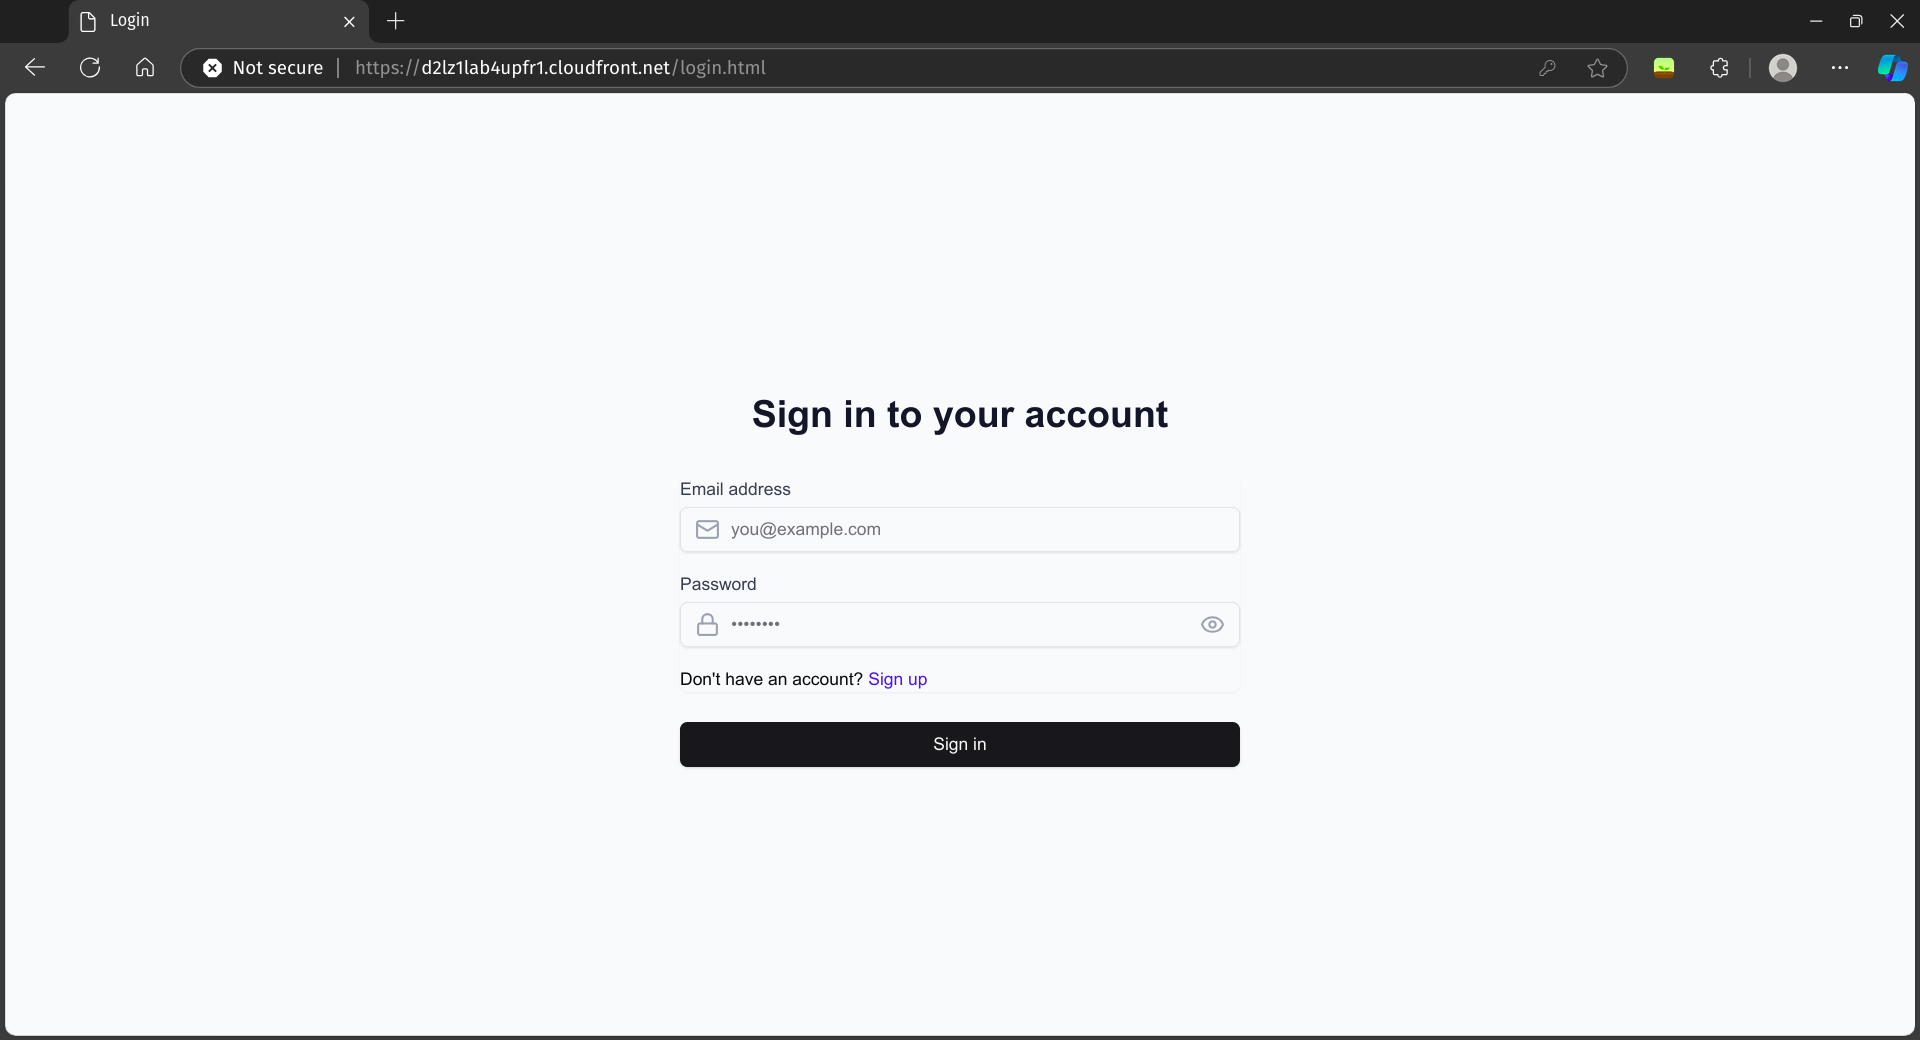 Login
Not secure
https://d2lz1lab4upfr1.cloudfront.net/login.html
Sign in to your account
Email address
you@example.com
Password
••••••••
Don't have an account? Sign up
Sign in